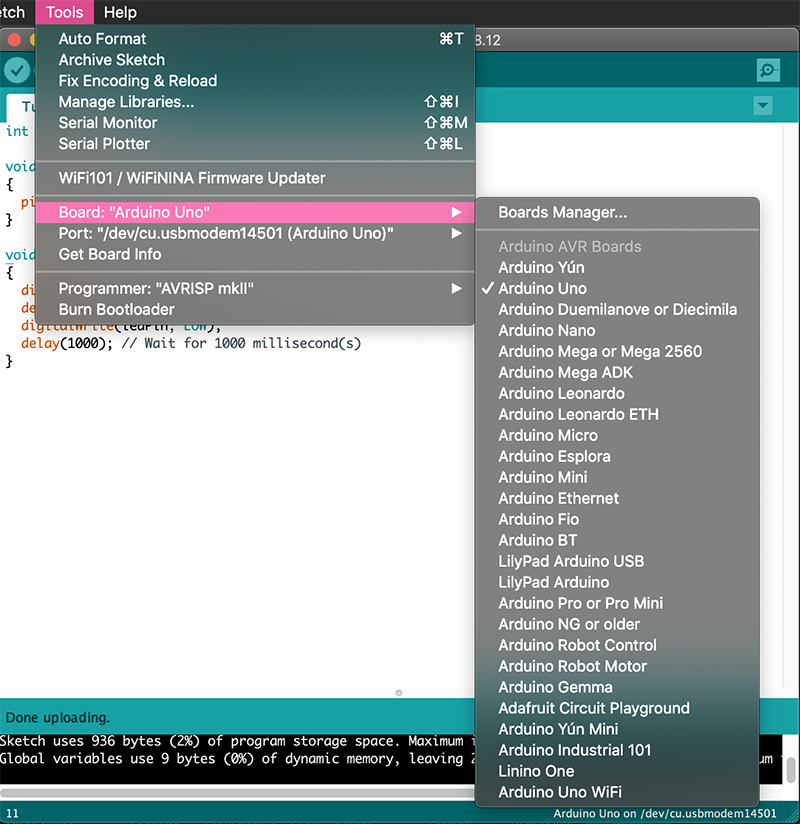 etch Tools Help
8.12
Auto Format ⌘T
Archive Sketch
Fix Encoding & Reload
Manage Libraries... ⇧⌘I
Serial Monitor ⇧⌘M
Serial Plotter ⇧⌘L
WiFi101 / WiFiNINA Firmware Updater
Board: "Arduino Uno"
Port: "/dev/cu.usbmodem14501 (Arduino Uno)"
Get Board Info
Programmer: "AVRISP mkII"
Burn Bootloader
Boards Manager...
Arduino AVR Boards
Arduino Yún
✓ Arduino Uno
Arduino Duemilanove or Diecimila
Arduino Nano
Arduino Mega or Mega 2560
Arduino Mega ADK
Arduino Leonardo
Arduino Leonardo ETH
Arduino Micro
Arduino Esplora
Arduino Mini
Arduino Ethernet
Arduino Fio
Arduino BT
LilyPad Arduino USB
LilyPad Arduino
Arduino Pro or Pro Mini
Arduino NG or older
Arduino Robot Control
Arduino Robot Motor
Arduino Gemma
Adafruit Circuit Playground
Arduino Yún Mini
Arduino Industrial 101
Linino One
Arduino Uno WiFi
Tu
int
void
{
pi
}
void
{
di
de
digitalWrite(ledPin, LOW);
delay(1000); // Wait for 1000 millisecond(s)
}
Done uploading.
Sketch uses 936 bytes (2%) of program storage space. Maximum
Global variables use 9 bytes (0%) of dynamic memory, leaving 2
um
11
Arduino Uno on /dev/cu.usbmodem14501